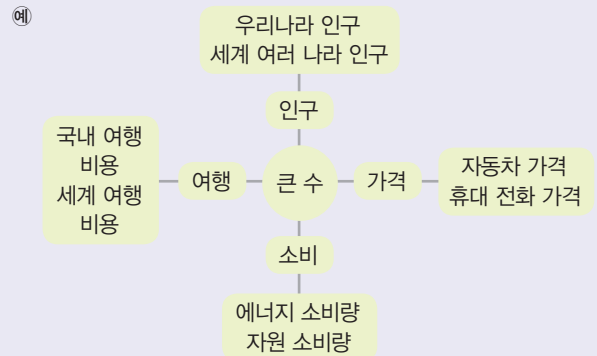 예
우리나라 인구
세계 여러 나라 인구
인구
국내 여행
비용
세계 여행
비용
여행
큰 수
가격
자동차 가격
휴대 전화 가격
소비
에너지 소비량
자원 소비량